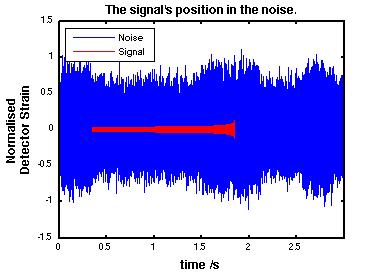 The signal's position in the noise.
1.5
Noise
Signal
1
0.5
0
-0.5
-1
-1.5
Normalised
Detector Strain
0 0.5 1 1.5 2 2.5
time /s